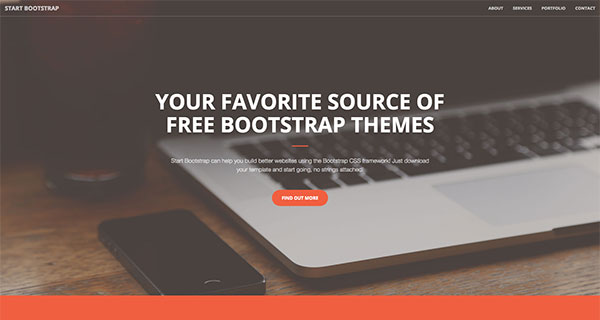 START BOOTSTRAP
ABOUT SERVICES PORTFOLIO CONTACT
YOUR FAVORITE SOURCE OF
FREE BOOTSTRAP THEMES
Start Bootstrap can help you build better websites using the Bootstrap CSS framework! Just download
your template and start going, no strings attached!
FIND OUT MORE